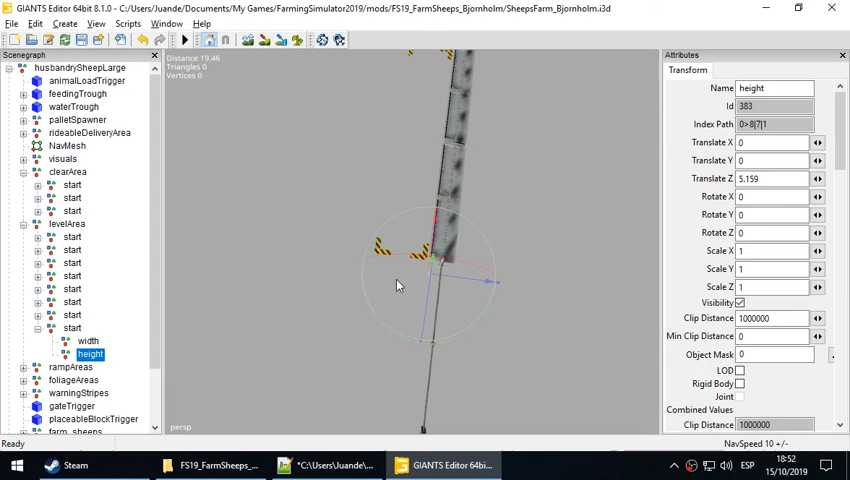 GIANTS Editor 64bit 8.1.0 - C:/Users/Juande/Documents/My Games/FarmingSimulator2019/mods/FarmSheeps_Bjornholm/SheepsFarm_Bjornholm.i3d
File Edit Create View Scripts Window Help
Scenegraph
husbandrySheepLarge
animalLoadTrigger
feedingTrough
waterTrough
palletSpawner
rideableDeliveryArea
NavMesh
visuals
clearArea
start
start
start
levelArea
start
start
start
start
start
start
start
start
width
height
rampAreas
foliageAreas
warningStripes
gateTrigger
placeableBlockTrigger
farm_sheeps
Distance 19.46
Triangles 0
Vertices 0
persp
Attributes
Transform
Name height
Id 383
Index Path 0>8|7|1
Translate X 0
Translate Y 0
Translate Z 5.159
Rotate X 0
Rotate Y 0
Rotate Z 0
Scale X 1
Scale Y 1
Scale Z 1
Visibility
Clip Distance 1000000
Min Clip Distance 0
Object Mask 0
LOD
Rigid Body
Joint
Combined Values
Clip Distance 1000000
Ready
NavSpeed 10 +/-
Steam
FS19_FarmSheeps_...
*C:\Users\Juande\...
GIANTS Editor 64bi...
ESP
18:52
15/10/2019